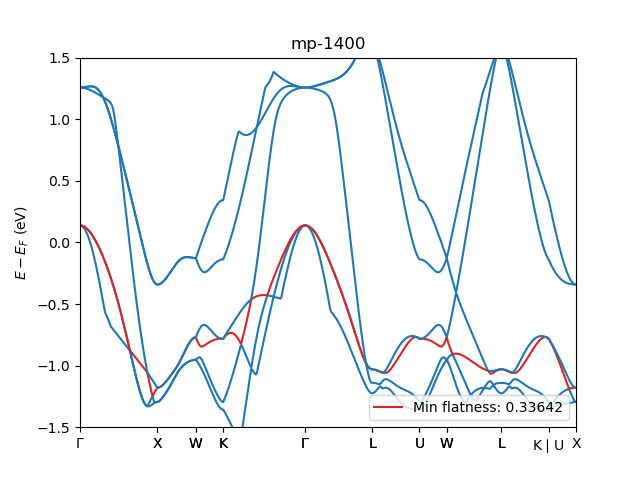 mp-1400
1.5
1.0
0.5
0.0
−0.5
−1.0
−1.5
E − E_F (eV)
Min flatness: 0.33642
Γ X W K Γ L U W L K | U X